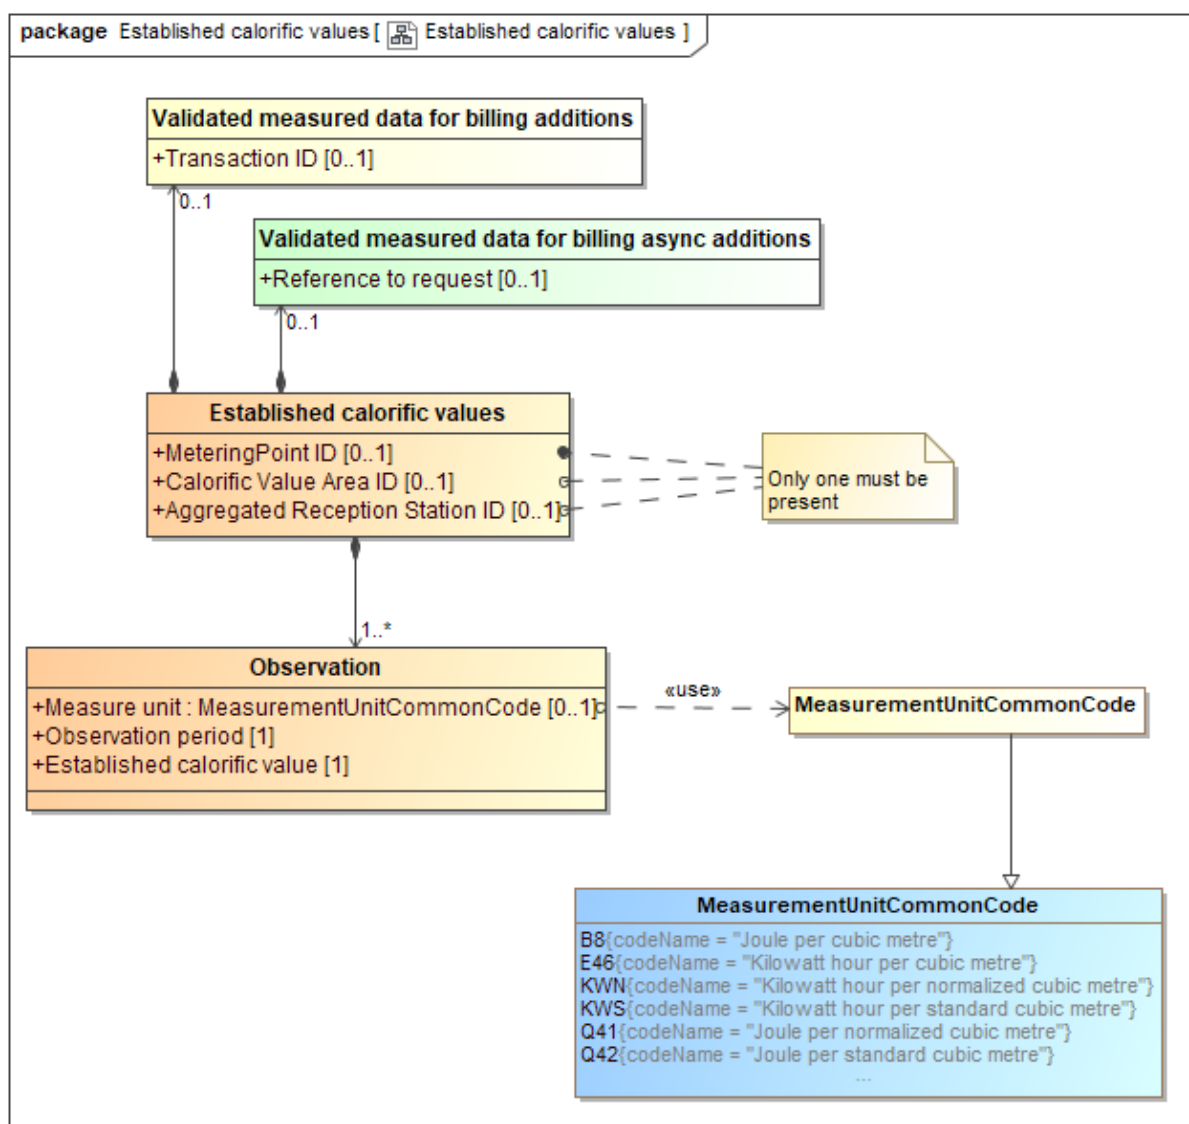 package Established calorific values [ Established calorific values ]
Validated measured data for billing additions
+Transaction ID [0..1]
0..1
Validated measured data for billing async additions
+Reference to request [0..1]
0..1
Established calorific values
+MeteringPoint ID [0..1]
+Calorific Value Area ID [0..1]
+Aggregated Reception Station ID [0..1]
Only one must be
present
1..*
Observation
+Measure unit : MeasurementUnitCommonCode [0..1]
+Observation period [1]
+Established calorific value [1]
«use»
MeasurementUnitCommonCode
MeasurementUnitCommonCode
B8{codeName = "Joule per cubic metre"}
E46{codeName = "Kilowatt hour per cubic metre"}
KWN{codeName = "Kilowatt hour per normalized cubic metre"}
KWS{codeName = "Kilowatt hour per standard cubic metre"}
Q41{codeName = "Joule per normalized cubic metre"}
Q42{codeName = "Joule per standard cubic metre"}
...